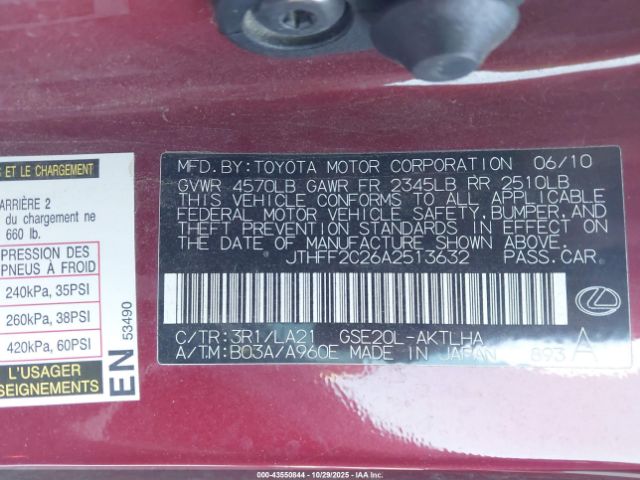 S ET LE CHARGEMENT
ARRIÈRE 2
du chargement ne
660 lb.
PRESSION DES
PNEUS À FROID
240kPa, 35PSI
260kPa, 38PSI
420kPa, 60PSI
L'USAGER
SEIGNEMENTS
EN 53490
MFD.BY:TOYOTA MOTOR CORPORATION 06/10
GVWR 4570LB GAWR FR 2345LB RR 2510LB
THIS VEHICLE CONFORMS TO ALL APPLICABLE
FEDERAL MOTOR VEHICLE SAFETY,BUMPER,AND
THEFT PREVENTION STANDARDS IN EFFECT ON
THE DATE OF MANUFACTURE SHOWN ABOVE.
JTHFF2C26A2513632 PASS.CAR
C/TR:3R1/LA21 GSE20L-AKTLHA
A/T.M:B03A/A960E MADE IN JAPAN 893 A
000-43550844 - 10/29/2025 - IAA, Inc.